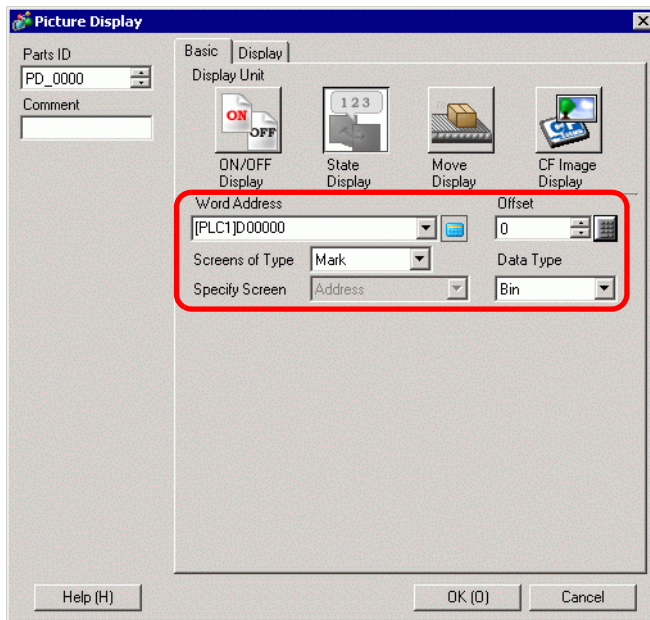 Picture Display
Parts ID
PD_0000
Comment
Basic
Display
Display Unit
ON
OFF
123
ON/OFF
Display
State
Display
Move
Display
CF Image
Display
Word Address
Offset
[PLC1]D00000
0
Screens of Type
Mark
Data Type
Specify Screen
Address
Bin
Help (H)
OK (O)
Cancel